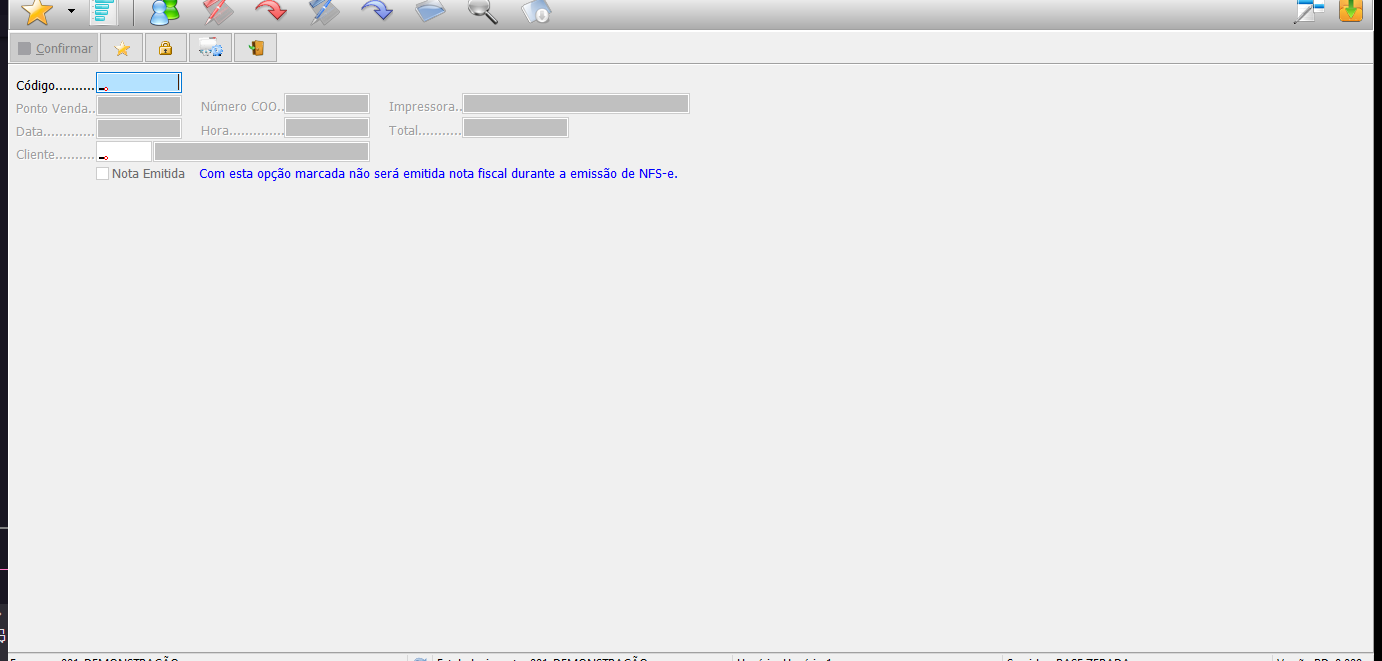 Confirmar
Código..........
Ponto Venda.. Número COO.. Impressora..
Data............. Hora............. Total...........
Cliente..........
Nota Emitida Com esta opção marcada não será emitida nota fiscal durante a emissão de NFS-e.